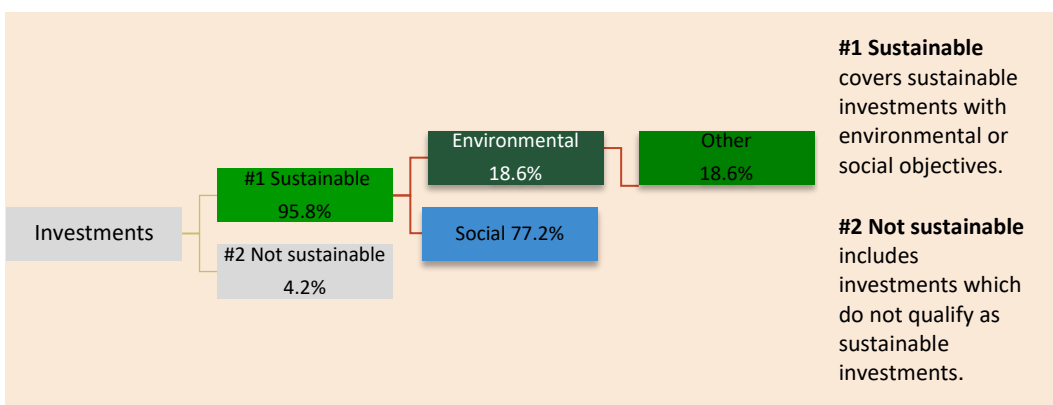 Investments
#1 Sustainable
95.8%
#2 Not sustainable
4.2%
Environmental
18.6%
Social 77.2%
Other
18.6%
#1 Sustainable
covers sustainable
investments with
environmental or
social objectives.
#2 Not sustainable
includes
investments which
do not qualify as
sustainable
investments.